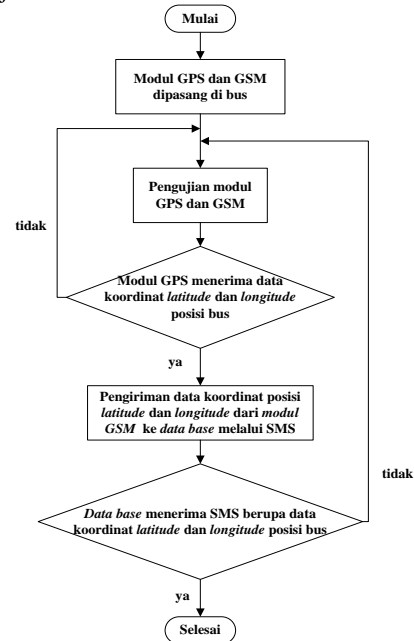 Mulai
Modul GPS dan GSM
dipasang di bus
Pengujian modul
GPS dan GSM
tidak
Modul GPS menerima data
koordinat latitude dan longitude
posisi bus
ya
Pengiriman data koordinat posisi
latitude dan longitude dari modul
GSM ke data base melalui SMS
tidak
Data base menerima SMS berupa data
koordinat latitude dan longitude posisi bus
ya
Selesai